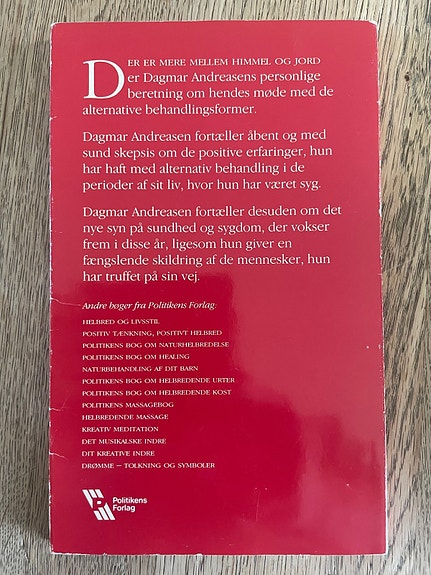 DER ER MERE MELLEM HIMMEL OG JORD
er Dagmar Andreasens personlige
beretning om hendes møde med de
alternative behandlingsformer.
Dagmar Andreasen fortæller åbent og med
sund skepsis om de positive erfaringer, hun
har haft med alternativ behandling i de
perioder af sit liv, hvor hun har været syg.
Dagmar Andreasen fortæller desuden om det
nye syn på sundhed og sygdom, der vokser
frem i disse år, ligesom hun giver en
fængslende skildring af de mennesker, hun
har truffet på sin vej.
Andre bøger fra Politikens Forlag:
HELBRED OG LIVSSTIL
POSITIV TÆNKNING, POSITIVT HELBRED
POLITIKENS BOG OM NATURHELBREDELSE
POLITIKENS BOG OM HEALING
NATURBEHANDLING AF DIT BARN
POLITIKENS BOG OM HELBREDENDE URTER
POLITIKENS BOG OM HELBREDENDE KOST
POLITIKENS MASSAGEBOG
HELBREDENDE MASSAGE
KREATIV MEDITATION
DET MUSIKALSKE INDRE
DIT KREATIVE INDRE
DRØMME – TOLKNING OG SYMBOLER
Politikens
Forlag